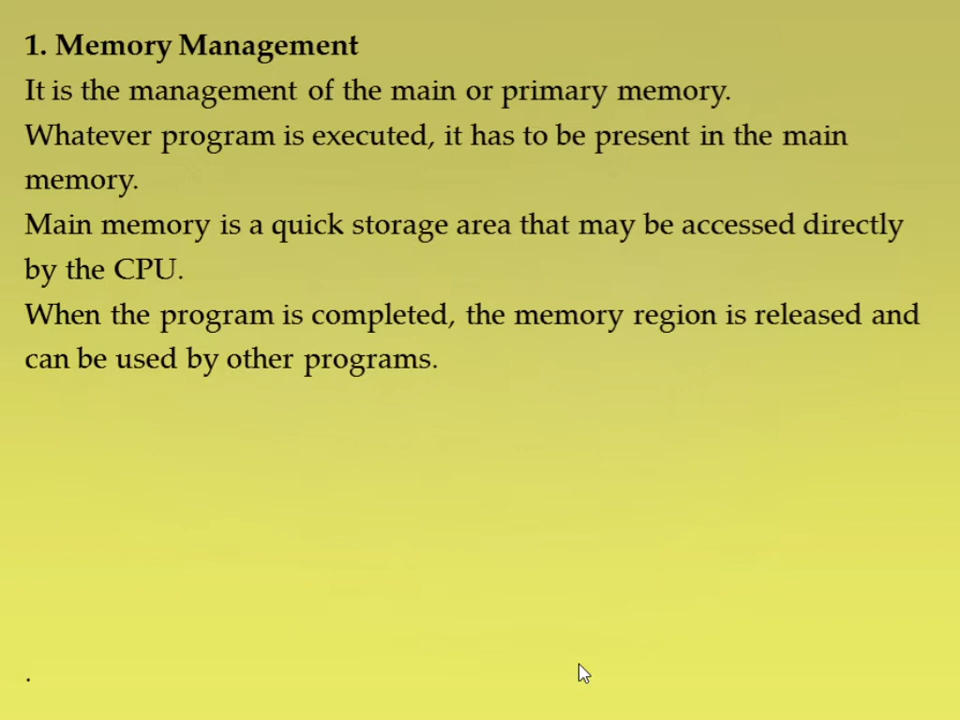 1. Memory Management
It is the management of the main or primary memory.
Whatever program is executed, it has to be present in the main
memory.
Main memory is a quick storage area that may be accessed directly
by the CPU.
When the program is completed, the memory region is released and
can be used by other programs.
.